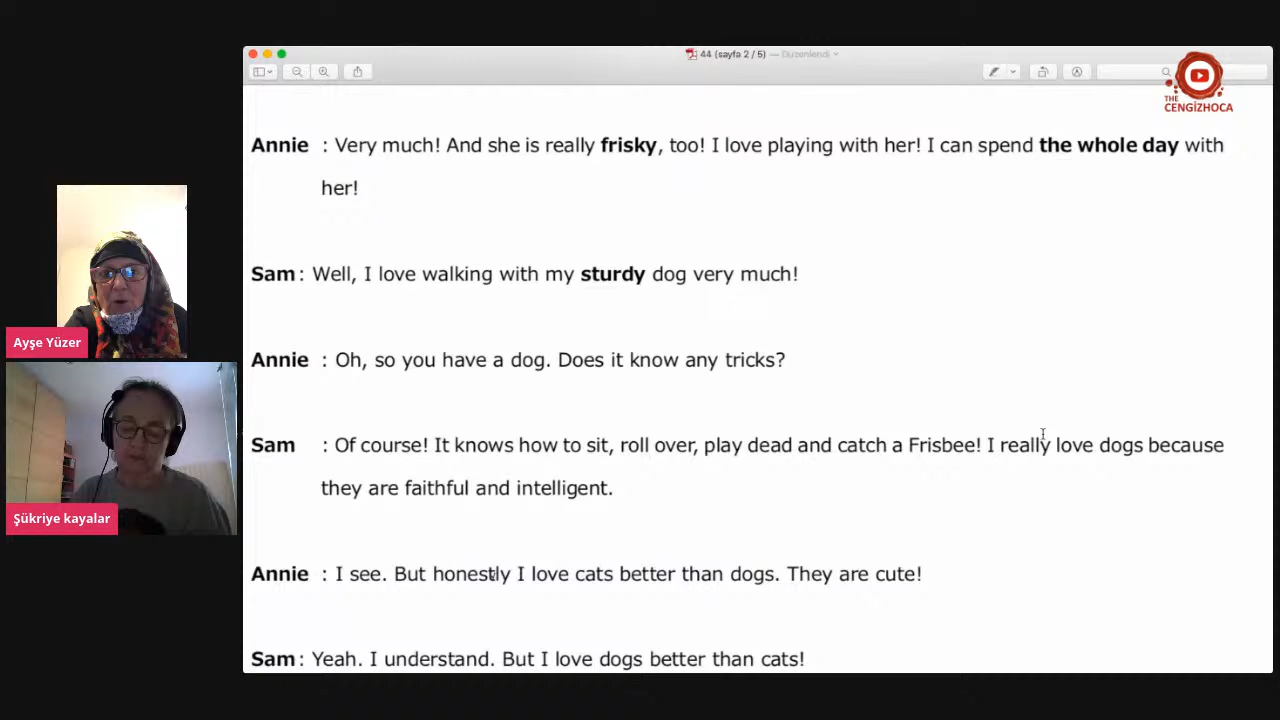 44 (sayfa 2 / 5) — Düzenlendi
THE
CENGİZHOCA
Annie : Very much! And she is really frisky, too! I love playing with her! I can spend the whole day with
her!
Sam : Well, I love walking with my sturdy dog very much!
Annie : Oh, so you have a dog. Does it know any tricks?
Sam : Of course! It knows how to sit, roll over, play dead and catch a Frisbee! I really love dogs because
they are faithful and intelligent.
Annie : I see. But honestly I love cats better than dogs. They are cute!
Sam : Yeah. I understand. But I love dogs better than cats!
Ayşe Yüzer
Şükriye kayalar